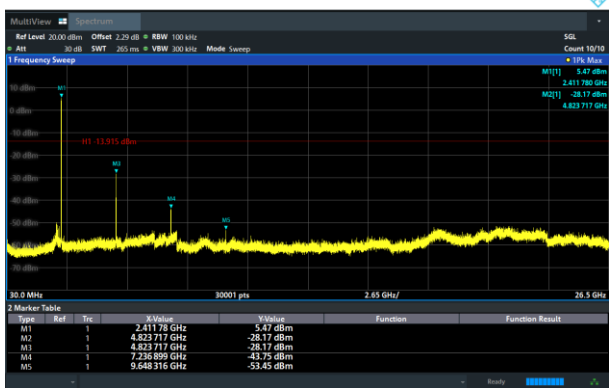 MultiView Spectrum
Ref Level 20.00 dBm Offset 2.29 dB RBW 100 kHz SGL
Att 30 dB SWT 265 ms VBW 300 kHz Mode Sweep Count 10/10
1 Frequency Sweep 1Pk Max
M1[1] 5.47 dBm
2.411 780 GHz
M2[1] -28.17 dBm
4.823 717 GHz
10 dBm
M1
0 dBm
-10 dBm
H1 -13.915 dBm
-20 dBm
M3
-30 dBm
-40 dBm
M4
-50 dBm
M5
-70 dBm
30.0 MHz 30001 pts 2.65 GHz/ 26.5 GHz
2 Marker Table
Type Ref Trc X-Value Y-Value Function Function Result
M1 1 2.411 78 GHz 5.47 dBm
M2 1 4.823 717 GHz -28.17 dBm
M3 1 4.823 717 GHz -28.17 dBm
M4 1 7.236 899 GHz -43.75 dBm
M5 1 9.648 316 GHz -53.45 dBm
Ready